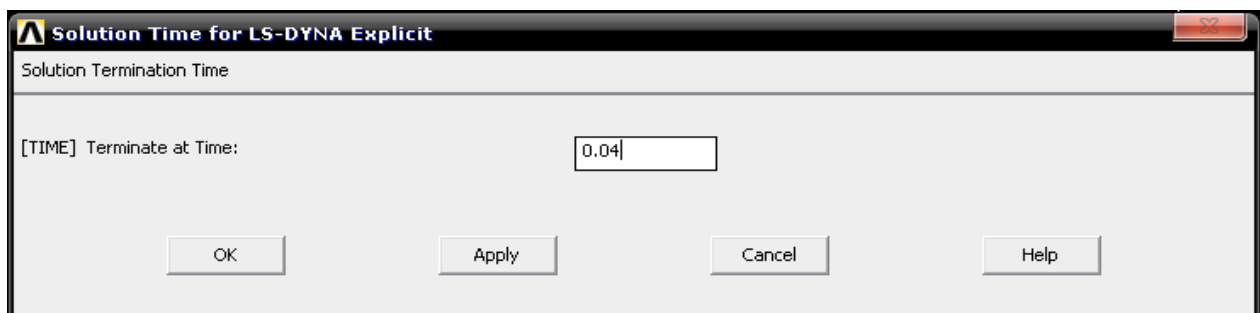 Solution Time for LS-DYNA Explicit
Solution Termination Time
[TIME] Terminate at Time: 0.04
OK Apply Cancel Help